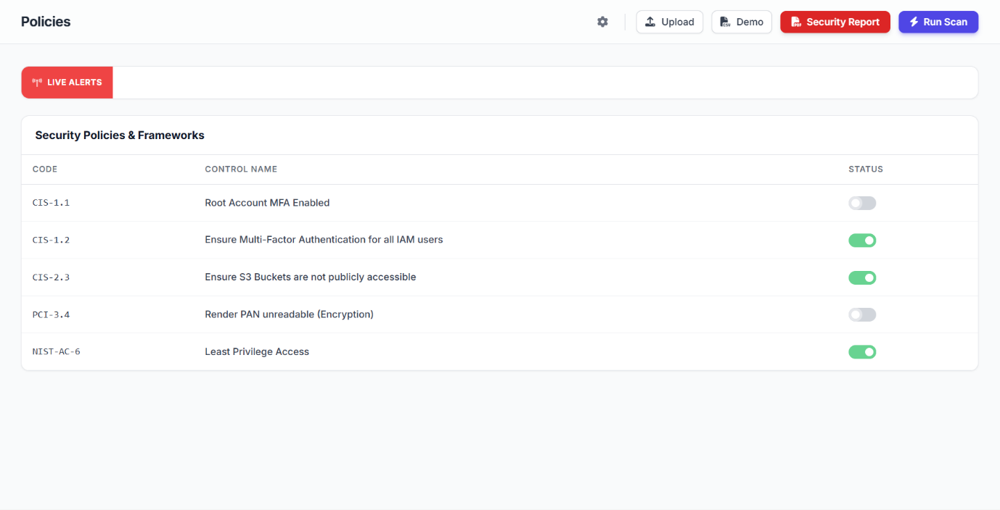 Policies
Upload
Demo
Security Report
Run Scan
LIVE ALERTS
Security Policies & Frameworks
CODE CONTROL NAME STATUS
CIS-1.1 Root Account MFA Enabled
CIS-1.2 Ensure Multi-Factor Authentication for all IAM users
CIS-2.3 Ensure S3 Buckets are not publicly accessible
PCI-3.4 Render PAN unreadable (Encryption)
NIST-AC-6 Least Privilege Access